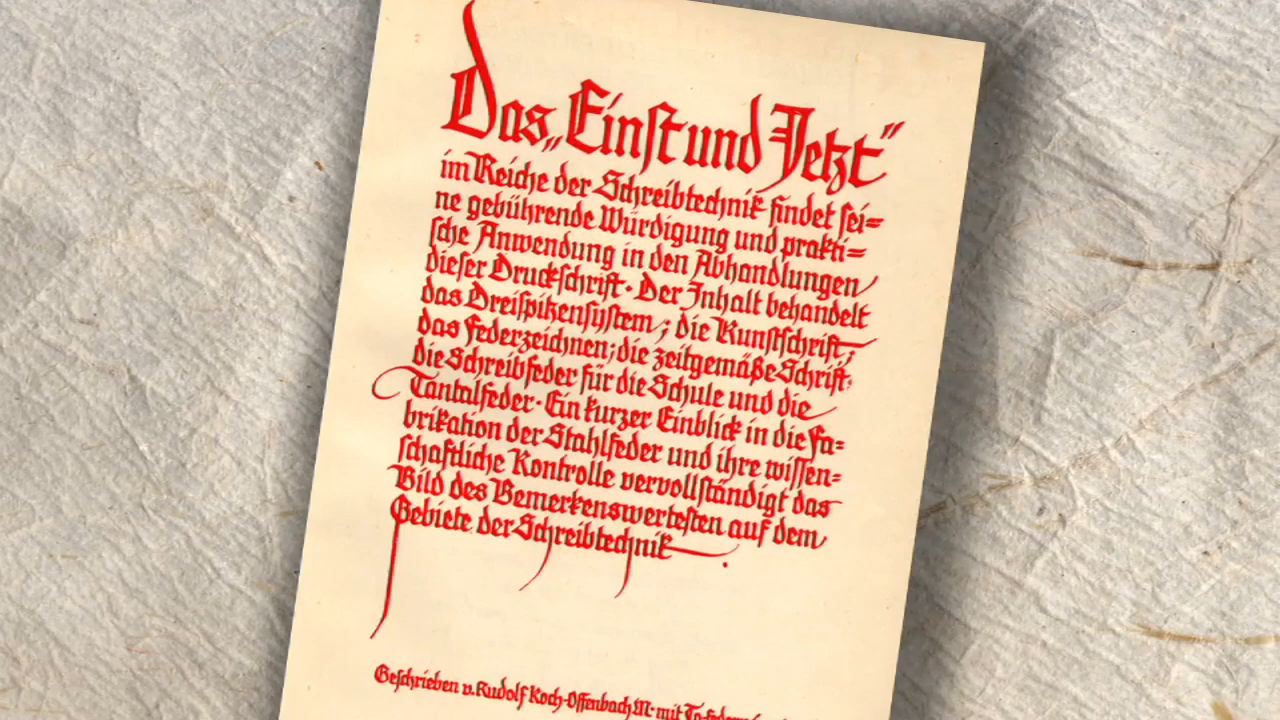 Das „Einst und Jetzt“
im Reiche der Schreibtechnik findet sei=
ne gebührende Würdigung und prakti=
sche Anwendung in den Abhandlungen
dieser Druckschrift · Der Inhalt behandelt
das Dreispitzensystem; die Kunstschrift;
das Federzeichnen; die zeitgemäße Schrift;
die Schreibfeder für die Schule und die
Tantalfeder · Ein kurzer Einblick in die Fa=
brikation der Stahlfeder und ihre wissen=
schaftliche Kontrolle vervollständigt das
Bild des Bemerkenswertesten auf dem
Gebiete der Schreibtechnik.
Geschrieben v. Rudolf Koch-Offenbach/M· mit To-Federn